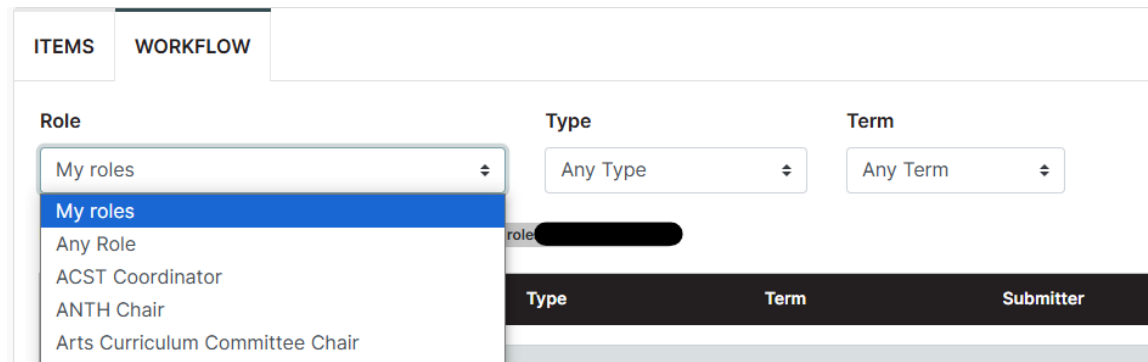 ITEMS WORKFLOW
Role Type Term
My roles Any Type Any Term
My roles
Any Role
role
ACST Coordinator
ANTH Chair
Type Term Submitter
Arts Curriculum Committee Chair